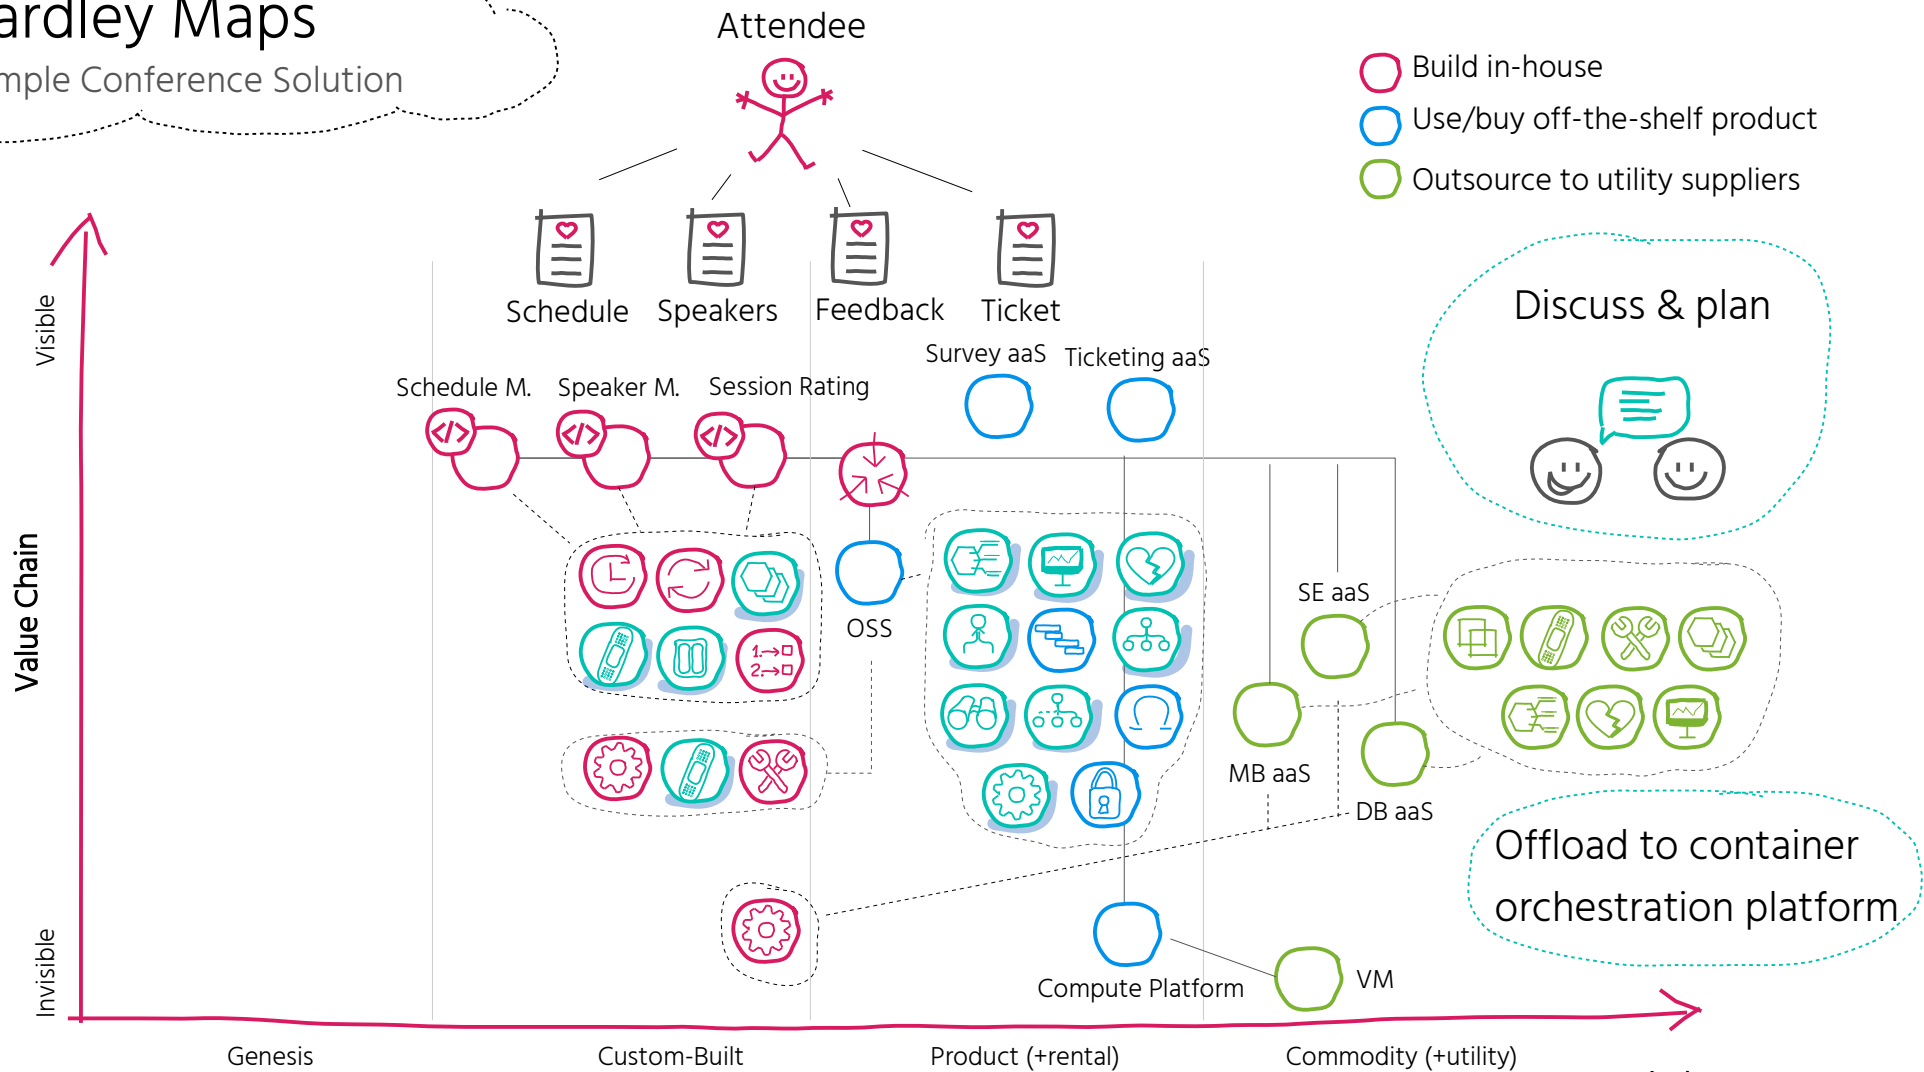 ardley Maps
mple Conference Solution
Attendee
Build in-house
Use/buy off-the-shelf product
Outsource to utility suppliers
Schedule
Speakers
Feedback
Ticket
Discuss & plan
Visible
Value Chain
Invisible
Survey aaS
Ticketing aaS
Schedule M.
Speaker M.
Session Rating
</>
</>
</>
OSS
1.→
2.→
SE aaS
MB aaS
DB aaS
Offload to container
orchestration platform
Compute Platform
VM
Genesis
Custom-Built
Product (+rental)
Commodity (+utility)